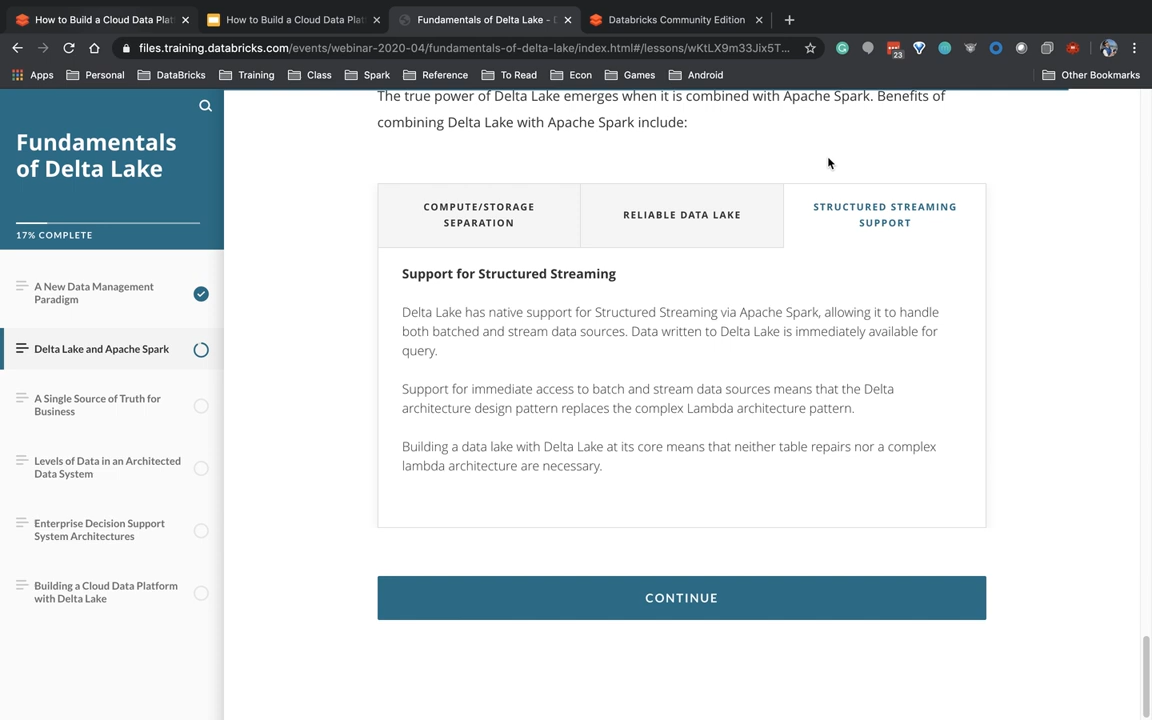 How to Build a Cloud Data Platf
How to Build a Cloud Data Platf
Fundamentals of Delta Lake - D
Databricks Community Edition
files.training.databricks.com/events/webinar-2020-04/fundamentals-of-delta-lake/index.html#/lessons/wKtLX9m33Jix5T...
23
Apps
Personal
DataBricks
Training
Class
Spark
Reference
To Read
Econ
Games
Android
Other Bookmarks
Fundamentals
of Delta Lake
17% COMPLETE
A New Data Management
Paradigm
Delta Lake and Apache Spark
A Single Source of Truth for
Business
Levels of Data in an Architected
Data System
Enterprise Decision Support
System Architectures
Building a Cloud Data Platform
with Delta Lake
The true power of Delta Lake emerges when it is combined with Apache Spark. Benefits of
combining Delta Lake with Apache Spark include:
COMPUTE/STORAGE
SEPARATION
RELIABLE DATA LAKE
STRUCTURED STREAMING
SUPPORT
Support for Structured Streaming
Delta Lake has native support for Structured Streaming via Apache Spark, allowing it to handle
both batched and stream data sources. Data written to Delta Lake is immediately available for
query.
Support for immediate access to batch and stream data sources means that the Delta
architecture design pattern replaces the complex Lambda architecture pattern.
Building a data lake with Delta Lake at its core means that neither table repairs nor a complex
lambda architecture are necessary.
CONTINUE